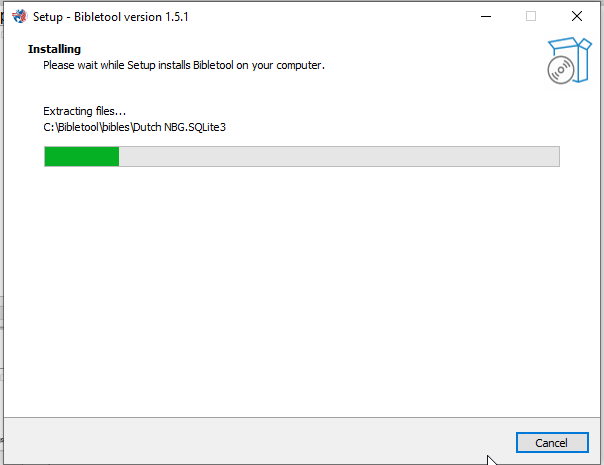 Setup - Bibletool version 1.5.1
Installing
Please wait while Setup installs Bibletool on your computer.
Extracting files...
C:\Bibletool\bibles\Dutch NBG.SQLite3
Cancel